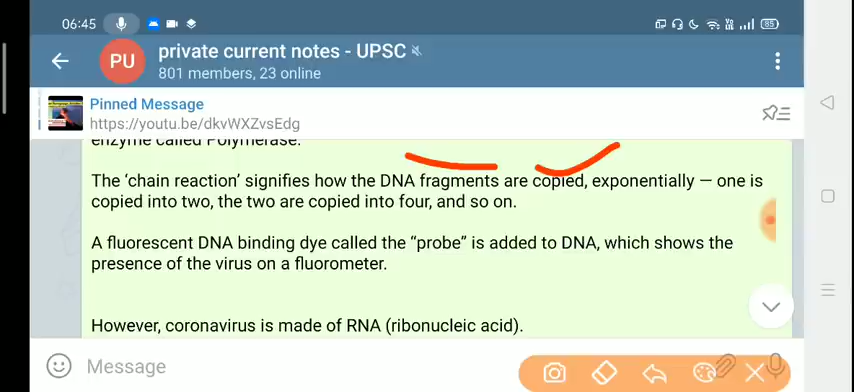 06:45
85
PU
private current notes - UPSC
801 members, 23 online
Pinned Message
https://youtu.be/dkvWXZvsEdg
enzyme called Polymerase.
The ‘chain reaction’ signifies how the DNA fragments are copied, exponentially — one is
copied into two, the two are copied into four, and so on.
A fluorescent DNA binding dye called the “probe” is added to DNA, which shows the
presence of the virus on a fluorometer.
However, coronavirus is made of RNA (ribonucleic acid).
Message